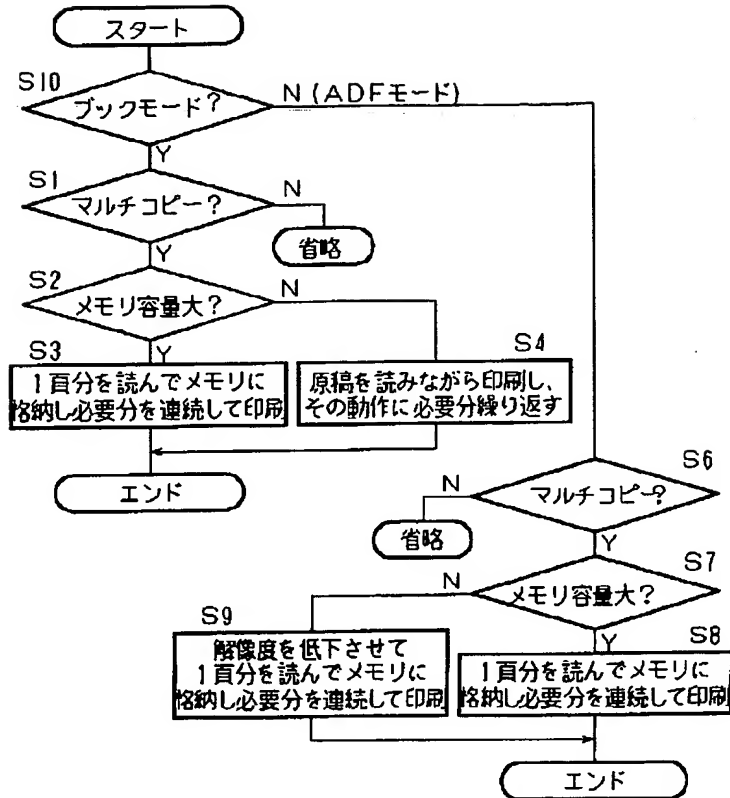 スタート
S10
ブックモード?
N (ADFモード)
Y
S1
マルチコピー?
N
省略
Y
S2
メモリ容量大?
N
S3
Y
1百分を読んでメモリに
格納し必要分を連続して印刷
S4
原稿を読みながら印刷し、
その動作に必要分繰り返す
エンド
S6
マルチコピー?
N
省略
Y
S7
メモリ容量大?
N
S9
解像度を低下させて
1百分を読んでメモリに
格納し必要分を連続して印刷
Y
S8
1百分を読んでメモリに
格納し必要分を連続して印刷
エンド